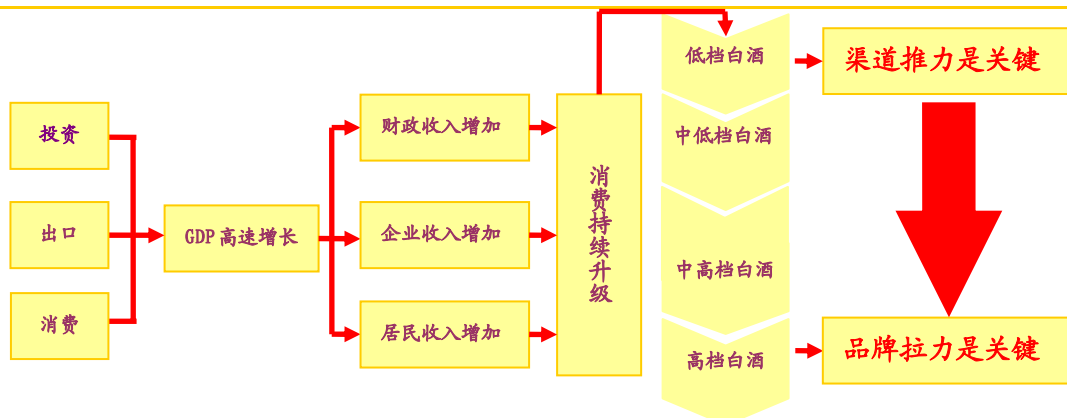 投资
出口
消费
GDP高速增长
财政收入增加
企业收入增加
居民收入增加
消费持续升级
低档白酒
中低档白酒
中高档白酒
高档白酒
渠道推力是关键
品牌拉力是关键